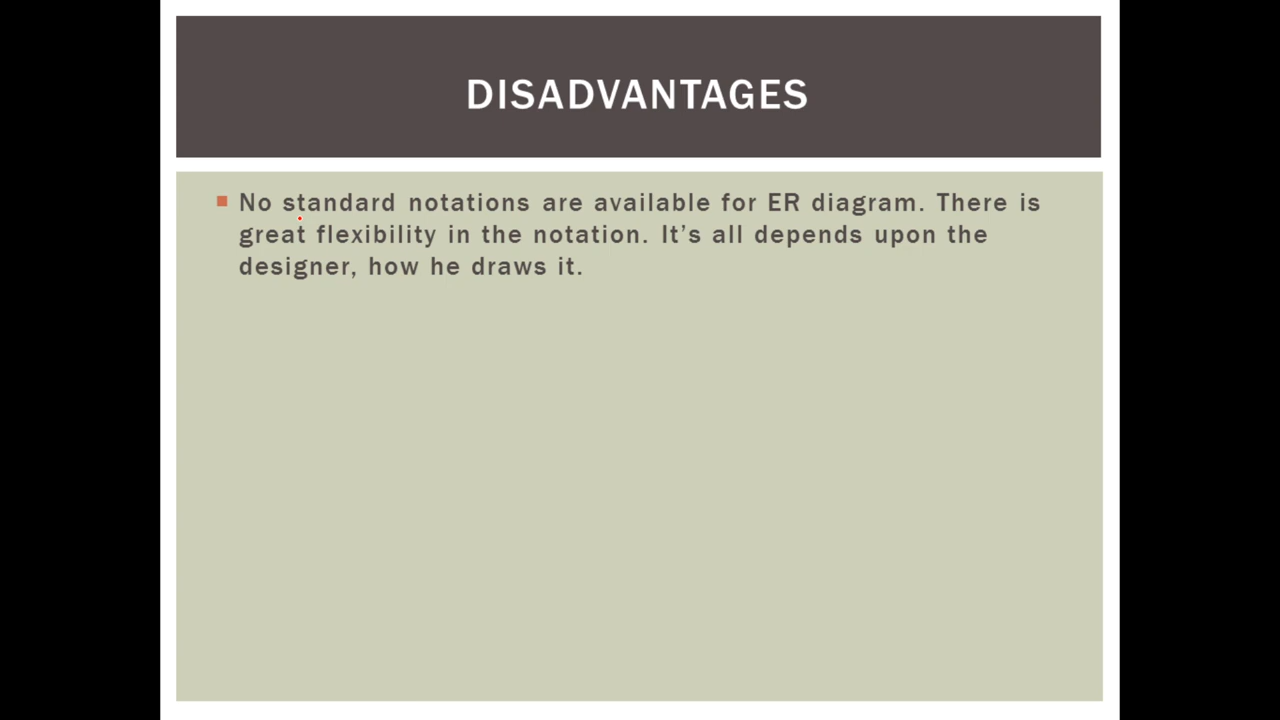 DISADVANTAGES
No standard notations are available for ER diagram. There is
great flexibility in the notation. It’s all depends upon the
designer, how he draws it.